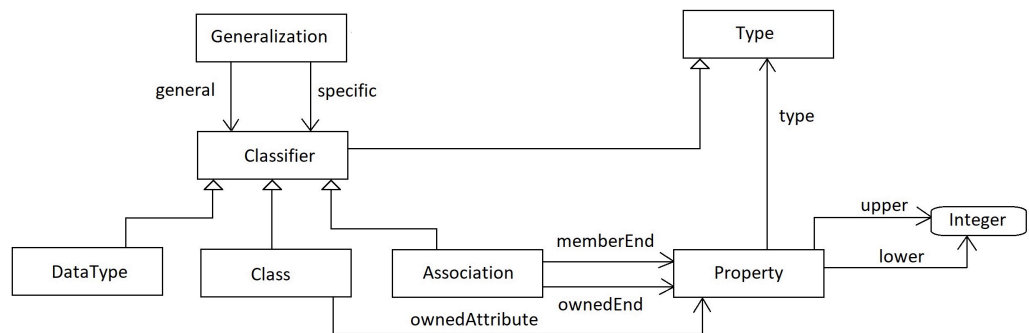 Generalization
Type
general
specific
type
Classifier
upper
Integer
memberEnd
lower
DataType
Class
Association
Property
ownedEnd
ownedAttribute